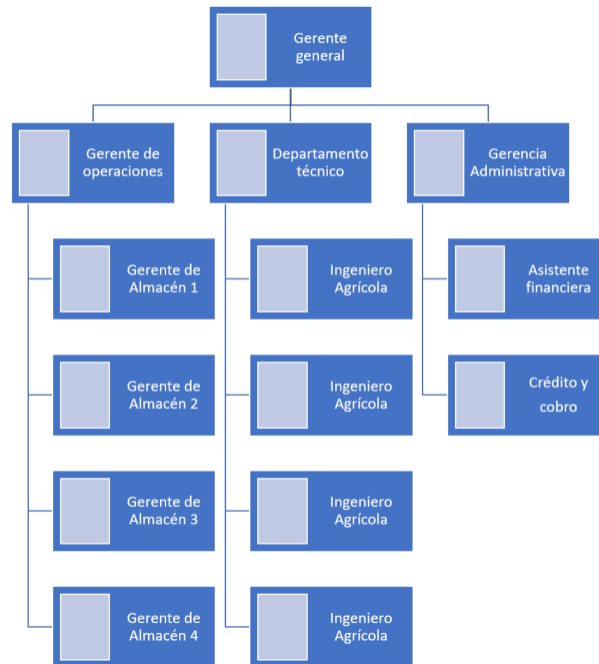 Gerente
general
Gerente de
operaciones
Departamento
técnico
Gerencia
Administrativa
Gerente de
Almacén 1
Ingeniero
Agrícola
Asistente
financiera
Gerente de
Almacén 2
Ingeniero
Agrícola
Crédito y
cobro
Gerente de
Almacén 3
Ingeniero
Agrícola
Gerente de
Almacén 4
Ingeniero
Agrícola